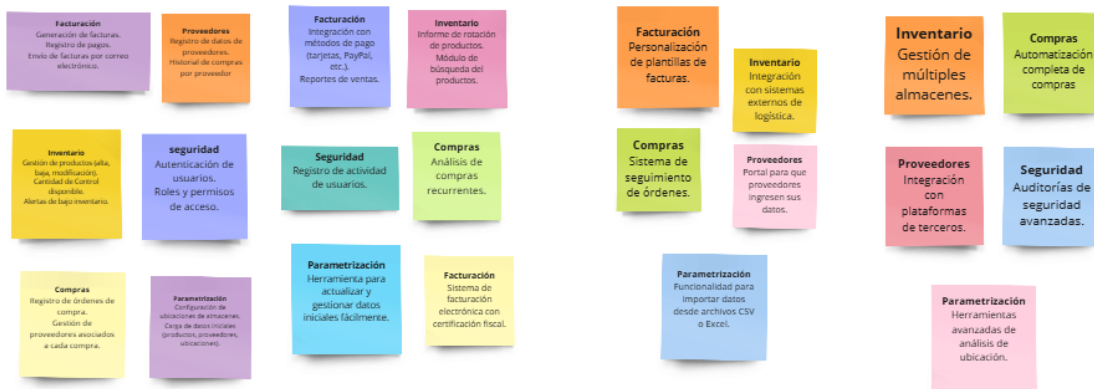 Facturación
Generación de facturas.
Registro de pagos.
Envío de facturas por correo
electrónico.
Proveedores
Registro de datos de
proveedores.
Historial de compras
por proveedor
Inventario
Gestión de productos (alta,
baja, modificación).
Cantidad de Control
disponible.
Alertas de bajo inventario.
seguridad
Autenticación de
usuarios.
Roles y permisos
de acceso.
Compras
Registro de órdenes de
compra.
Gestión de
proveedores asociados
a cada compra.
Parametrización
Configuración de
ubicaciones de almacenes.
Carga de datos iniciales
(productos, proveedores,
ubicaciones).
Facturación
Integración con
métodos de pago
(tarjetas, PayPal,
etc.).
Reportes de ventas.
Inventario
Informe de rotación
de productos.
Módulo de
búsqueda del
productos.
Seguridad
Registro de actividad
de usuarios.
Compras
Análisis de
compras
recurrentes.
Parametrización
Herramienta para
actualizar y
gestionar datos
iniciales fácilmente.
Facturación
Sistema de
facturación
electrónica con
certificación fiscal.
Facturación
Personalización
de plantillas de
facturas.
Inventario
Integración
con sistemas
externos de
logística.
Compras
Sistema de
seguimiento
de órdenes.
Proveedores
Portal para que
proveedores
ingresen sus
datos.
Parametrización
Funcionalidad para
importar datos
desde archivos CSV
o Excel.
Inventario
Gestión de
múltiples
almacenes.
Compras
Automatización
completa de
compras
Proveedores
Integración
con
plataformas
de terceros.
Seguridad
Auditorías de
seguridad
avanzadas.
Parametrización
Herramientas
avanzadas de
análisis de
ubicación.